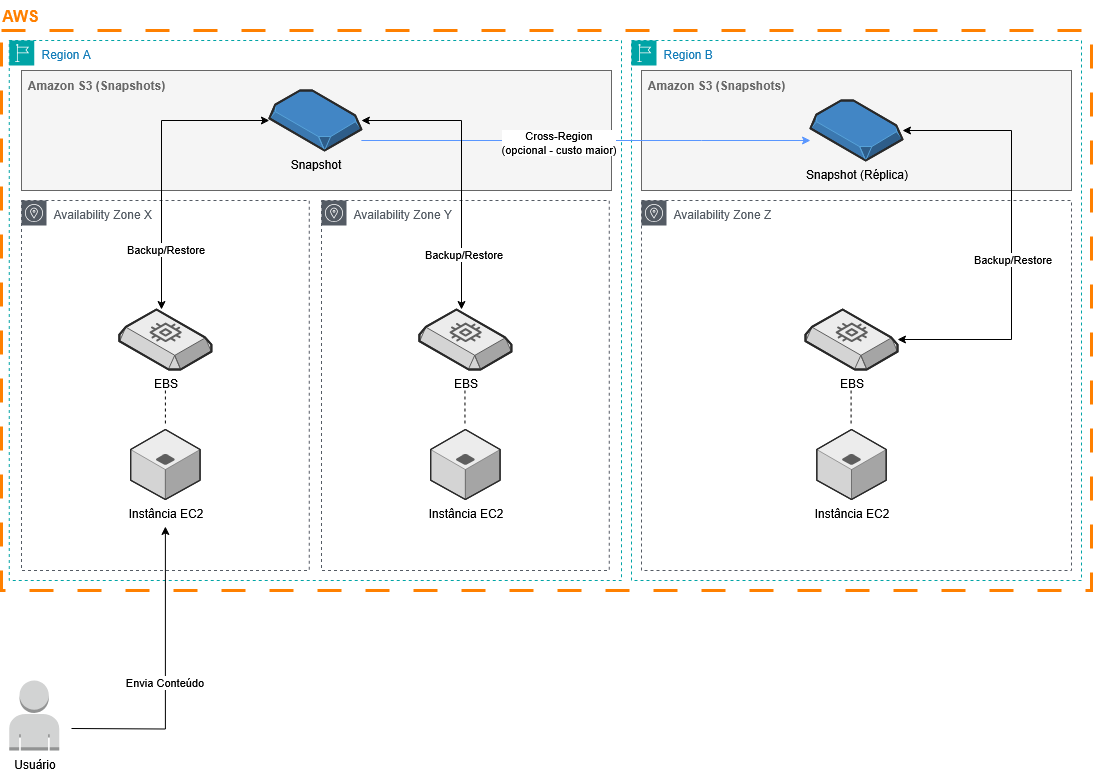 AWS
Region A
Region B
Amazon S3 (Snapshots)
Amazon S3 (Snapshots)
Cross-Region
(opcional - custo maior)
Snapshot
Snapshot (Réplica)
Availability Zone X
Availability Zone Y
Availability Zone Z
Backup/Restore
Backup/Restore
Backup/Restore
EBS
EBS
EBS
Instância EC2
Instância EC2
Instância EC2
Envia Conteúdo
Usuário